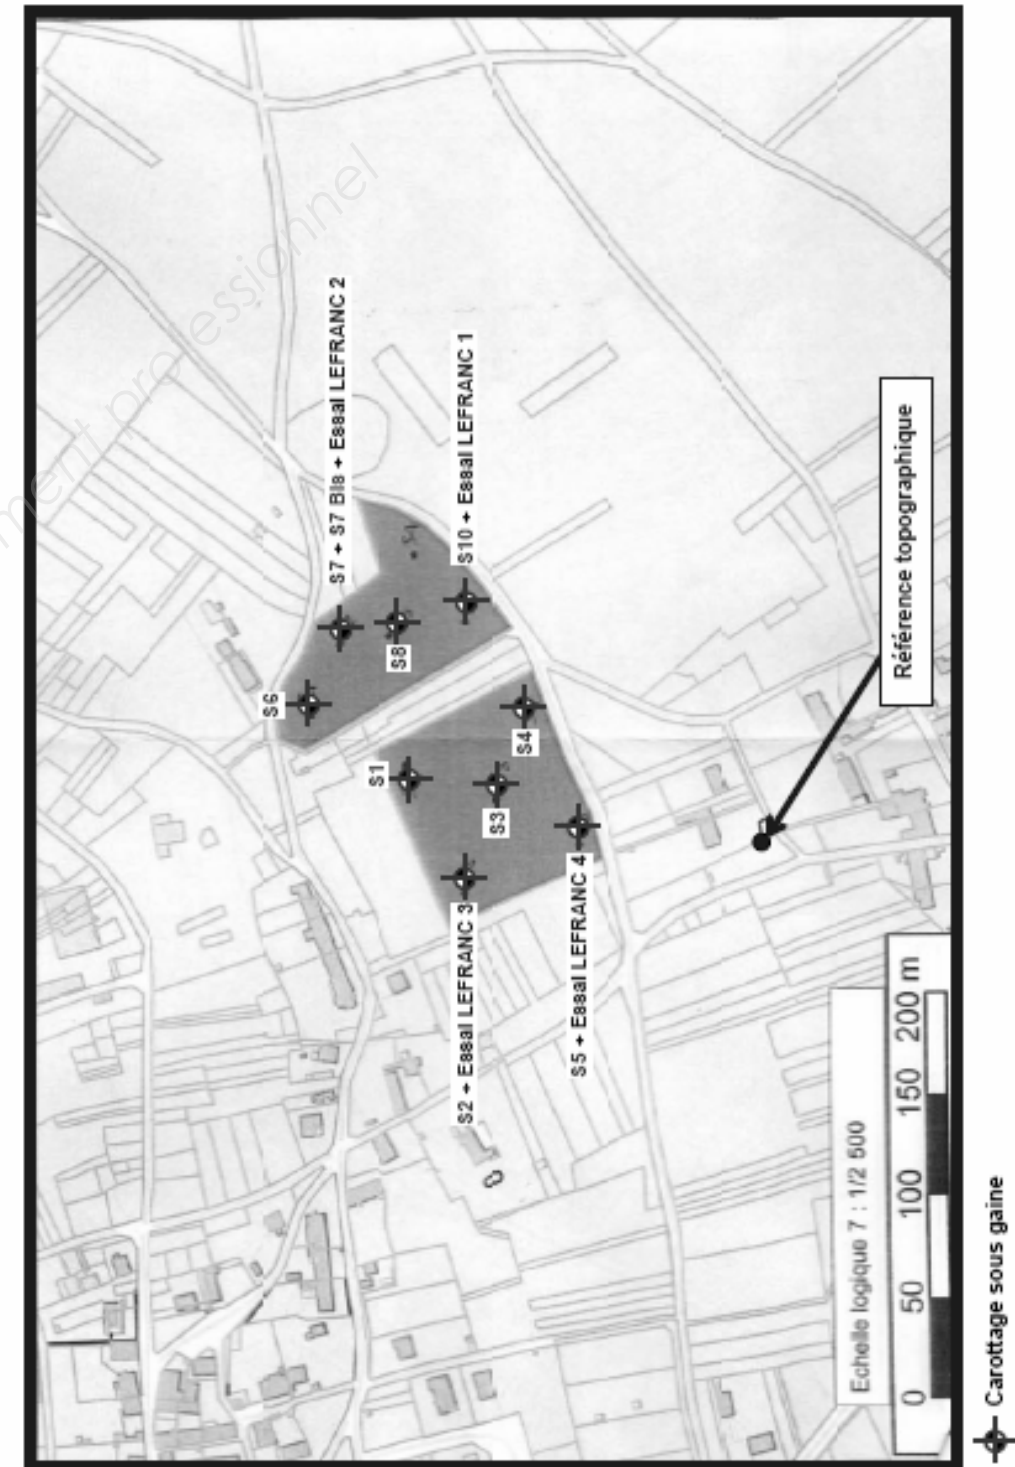 S7 + S7 Bis + Essai LEFRANC 2
S10 + Essai LEFRANC 1
S6
S8
S1
S4
S3
S2 + Essai LEFRANC 3
S5 + Essai LEFRANC 4
Référence topographique
Echelle logique 7 : 1/2 500
0 50 100 150 200 m
Carottage sous gaine